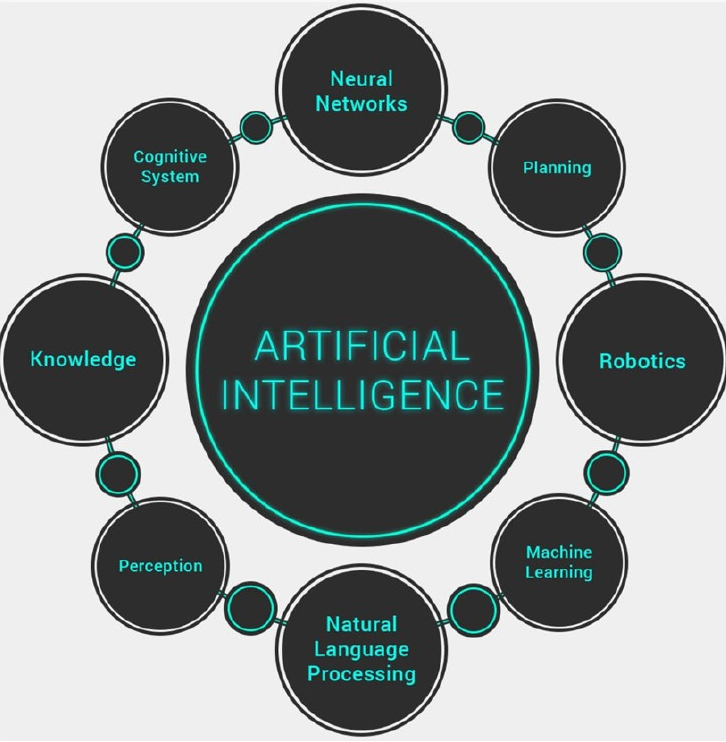 Neural
Networks
Cognitive
System
Planning
ARTIFICIAL
INTELLIGENCE
Knowledge
Robotics
Machine
Learning
Perception
Natural
Language
Processing